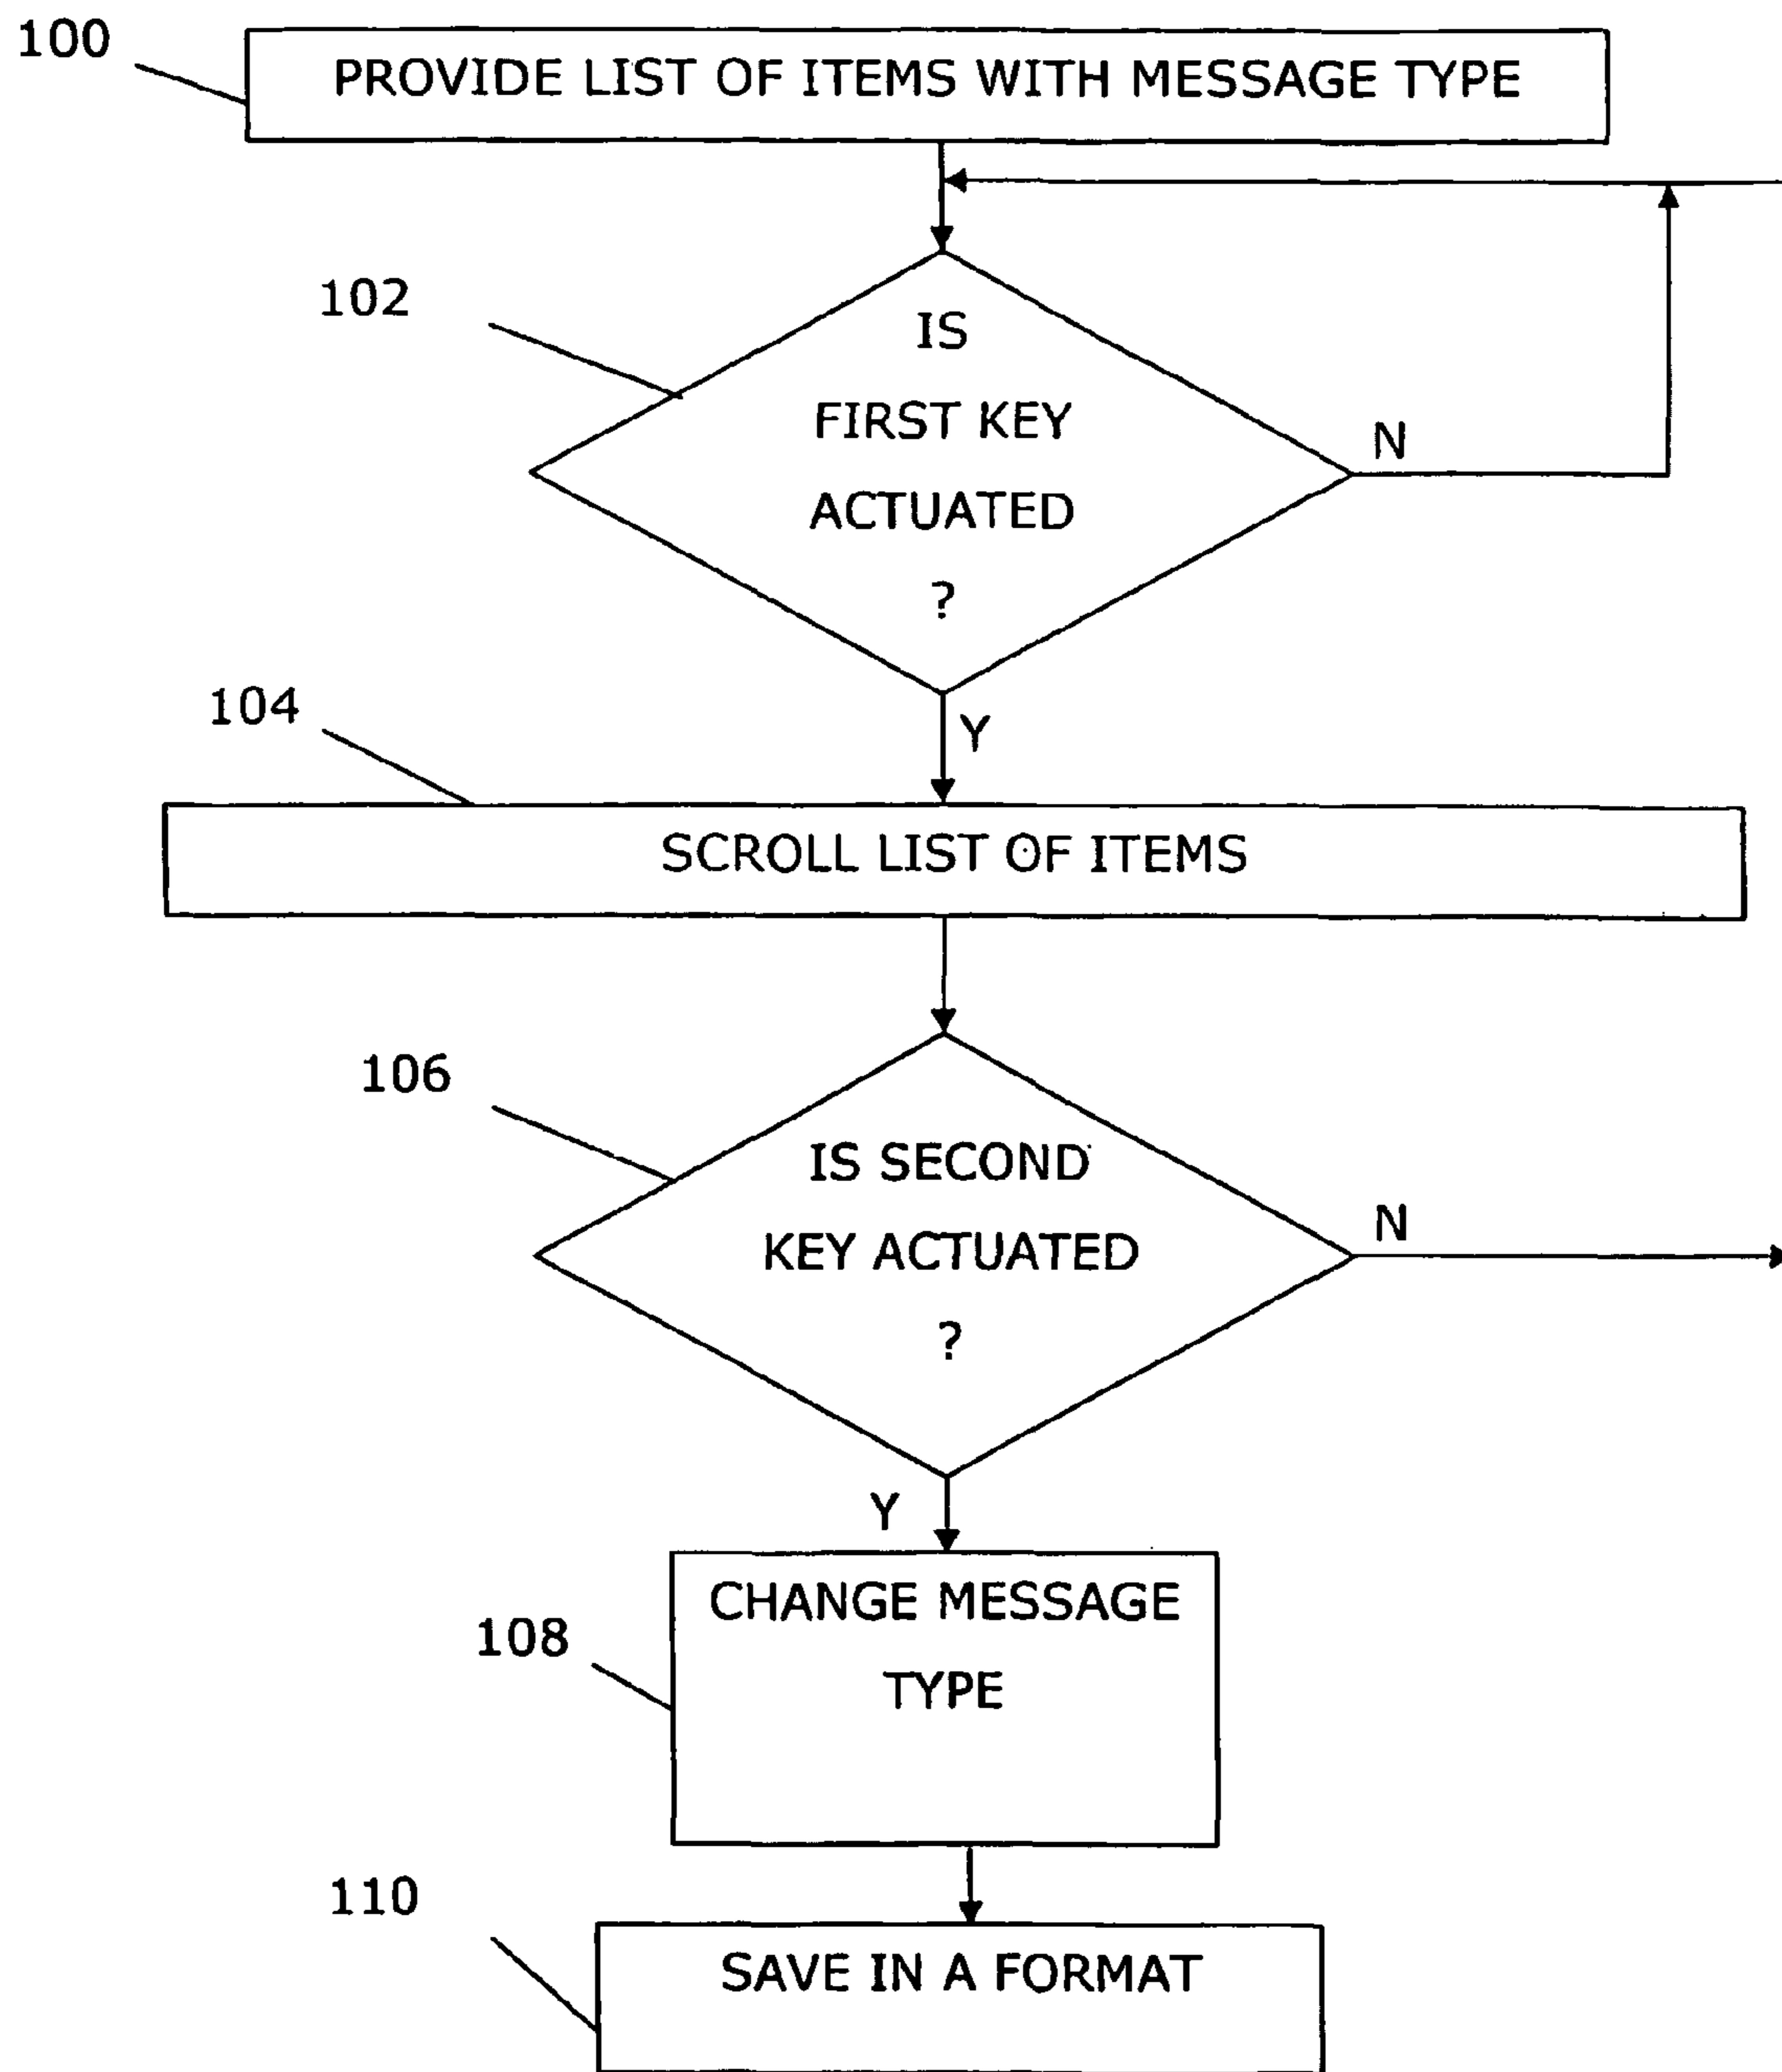 100
PROVIDE LIST OF ITEMS WITH MESSAGE TYPE
102
IS
FIRST KEY
ACTUATED
?
N
Y
104
SCROLL LIST OF ITEMS
106
IS SECOND
KEY ACTUATED
?
N
Y
CHANGE MESSAGE
TYPE
108
110
SAVE IN A FORMAT